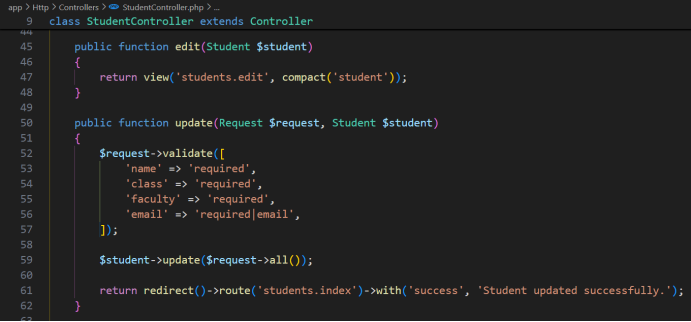 app > Http > Controllers > StudentController.php > ...
9 class StudentController extends Controller
44
45 public function edit(Student $student)
46 {
47 return view('students.edit', compact('student'));
48 }
49
50 public function update(Request $request, Student $student)
51 {
52 $request->validate([
53 'name' => 'required',
54 'class' => 'required',
55 'faculty' => 'required',
56 'email' => 'required|email',
57 ]);
58
59 $student->update($request->all());
60
61 return redirect()->route('students.index')->with('success', 'Student updated successfully.');
62 }
63